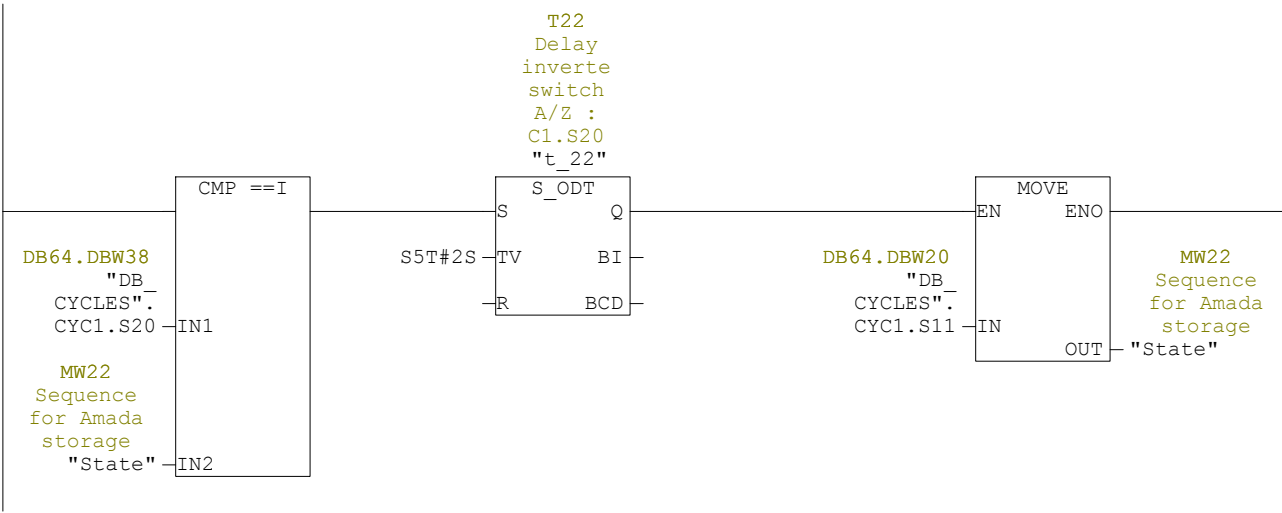 T22
Delay
inverte
switch
A/Z :
C1.S20
"t_22"
CMP ==I
S_ODT
MOVE
S
Q
EN
ENO
DB64.DBW38
"DB_
CYCLES".
CYC1.S20
IN1
S5T#2S
TV
BI
R
BCD
DB64.DBW20
"DB_
CYCLES".
CYC1.S11
IN
MW22
Sequence
for Amada
storage
OUT
"State"
MW22
Sequence
for Amada
storage
"State"
IN2